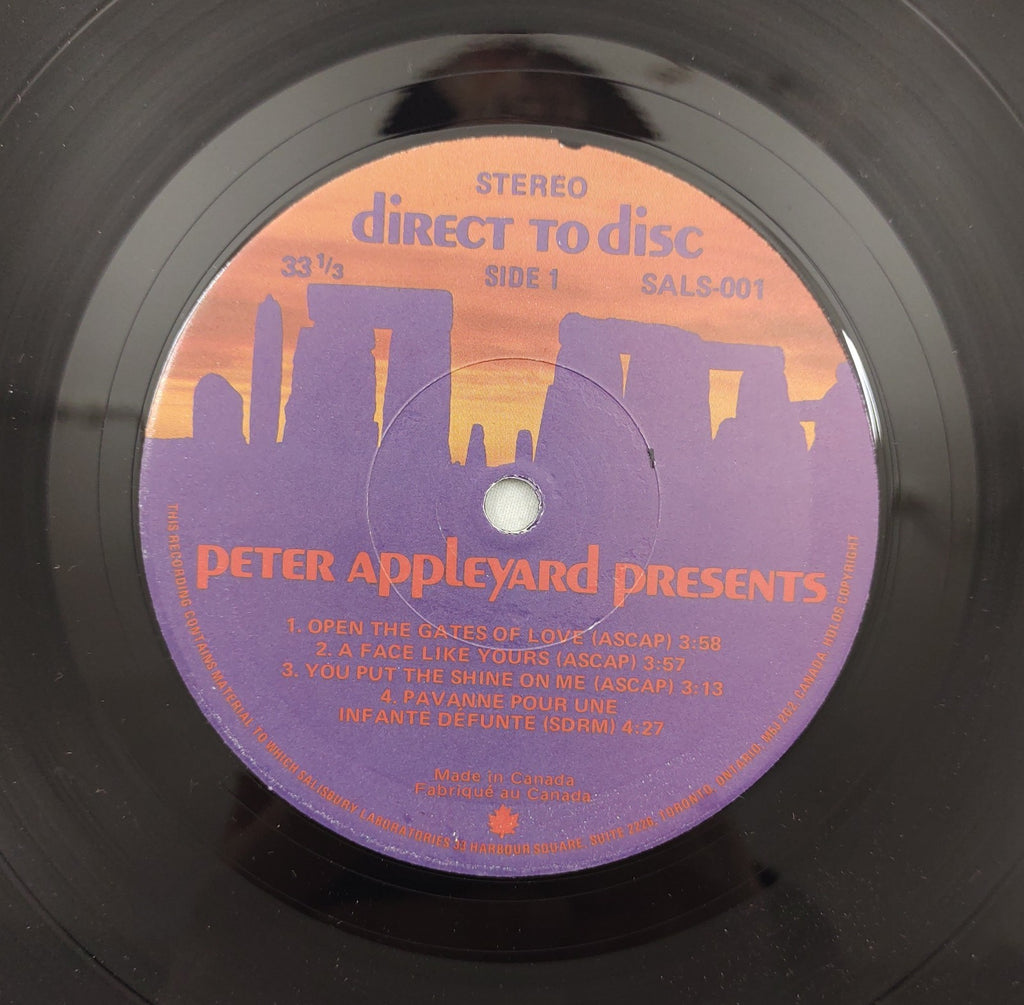 STEREO
dIRECT TO dISC
33 1/3 SIDE 1 SALS-001
PETER APPLEYARd PRESENTS
1. OPEN THE GATES OF LOVE (ASCAP) 3:58
2. A FACE LIKE YOURS (ASCAP) 3:57
3. YOU PUT THE SHINE ON ME (ASCAP) 3:13
4. PAVANNE POUR UNE
INFANTE DÉFUNTE (SDRM) 4:27
Made in Canada
Fabriqué au Canada
THIS RECORDING CONTAINS MATERIAL TO WHICH SALISBURY LABORATORIES 33 HARBOUR SQUARE, SUITE 2226, TORONTO, ONTARIO, M5J 2G2 CANADA, HOLDS COPYRIGHT